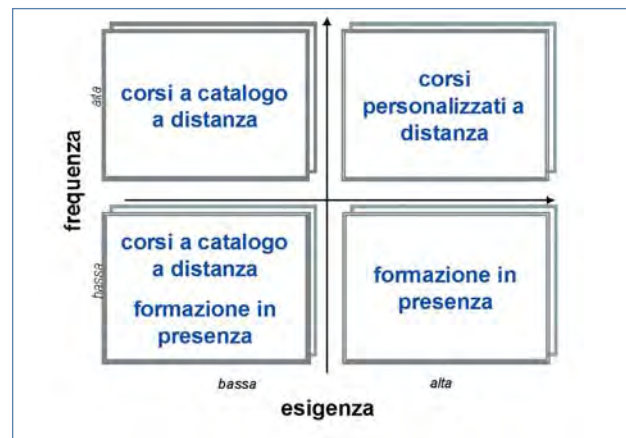 corsi a catalogo
a distanza
corsi
personalizzati a
distanza
alta
frequenza
corsi a catalogo
a distanza
formazione in
presenza
formazione in
presenza
bassa
bassa
alta
esigenza